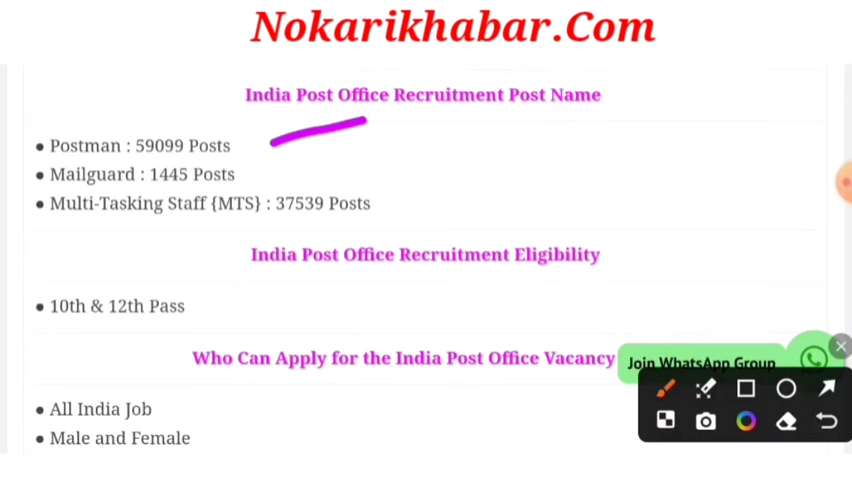 Nokarikhabar.Com
India Post Office Recruitment Post Name
● Postman : 59099 Posts
● Mailguard : 1445 Posts
● Multi-Tasking Staff {MTS} : 37539 Posts
India Post Office Recruitment Eligibility
● 10th & 12th Pass
Who Can Apply for the India Post Office Vacancy
Join WhatsApp Group
● All India Job
● Male and Female